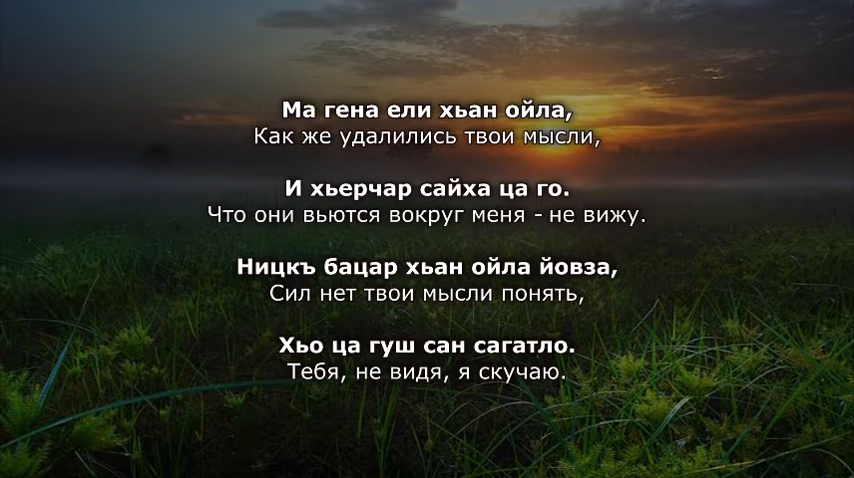 Ма гена ели хьан ойла,
Как же удалились твои мысли,
И хьерчар сайха ца го.
Что они вьются вокруг меня - не вижу.
Ницкъ бацар хьан ойла йовза,
Сил нет твои мысли понять,
Хьо ца гуш сан сагатло.
Тебя, не видя, я скучаю.